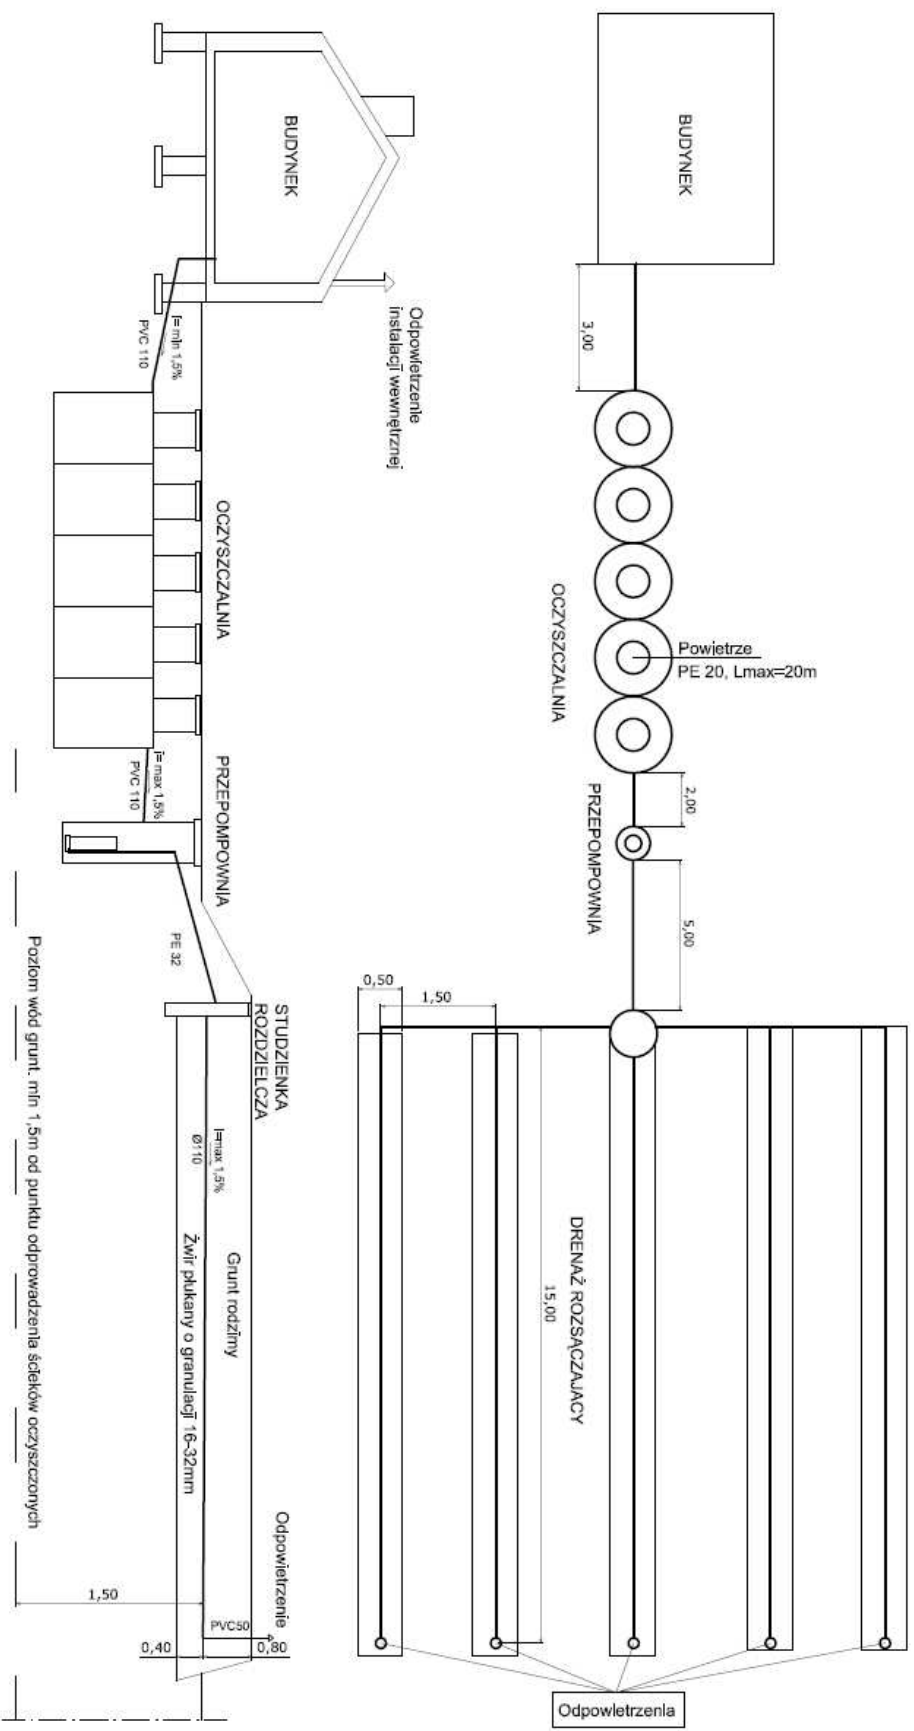 BUDYNEK
3,00
OCZYSZCZALNIA
Powietrze
PE 20, Lmax=20m
2,00
PRZEPOMPOWNIA
5,00
0,50
1,50
DRENAŻ ROZSĄCZAJACY
15,00
Odpowietrzenia
BUDYNEK
Odpowietrzenie
instalacji wewnętrznej
i= min 1,5%
PVC 110
OCZYSZCZALNIA
i= max 1,5%
PVC 110
PRZEPOMPOWNIA
PE 32
STUDZIENKA
ROZDZIELCZA
i=max 1,5%
Ø110
Grunt rodzimy
Żwir płukany o granulacji 16-32mm
Odpowietrzenie
PVC50
0,40
0,80
1,50
Poziom wód grunt. min 1,5m od punktu odprowadzenia ścieków oczyszczonych